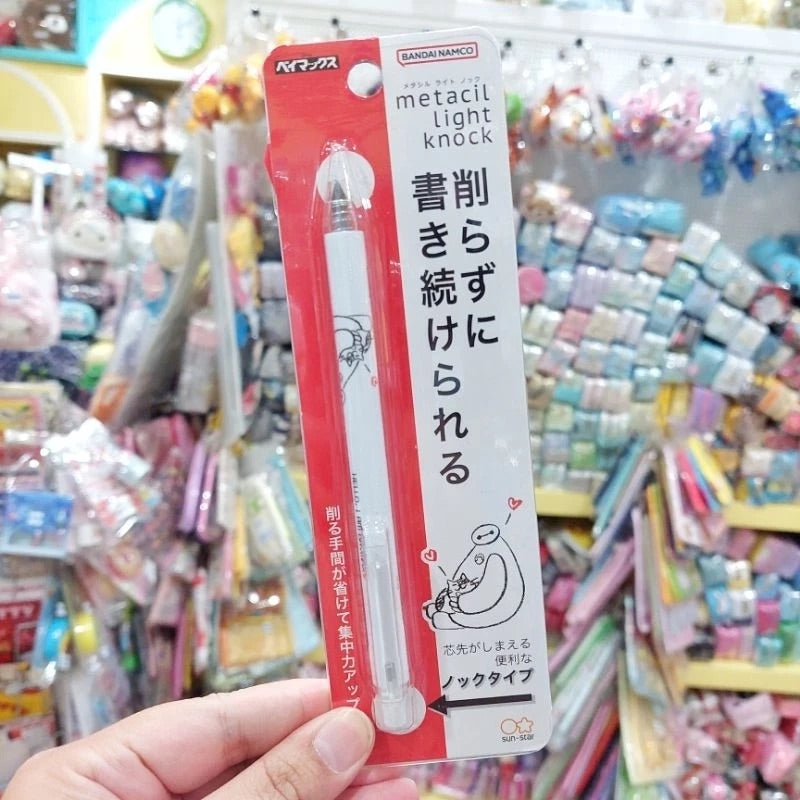 ベイマックス
BANDAI NAMCO
メタシル ライト ノック
metacil
light
knock
削らずに
書き続けられる
削る手間が省けて集中力アップ
芯先がしまえる
便利な
ノックタイプ
sun-star